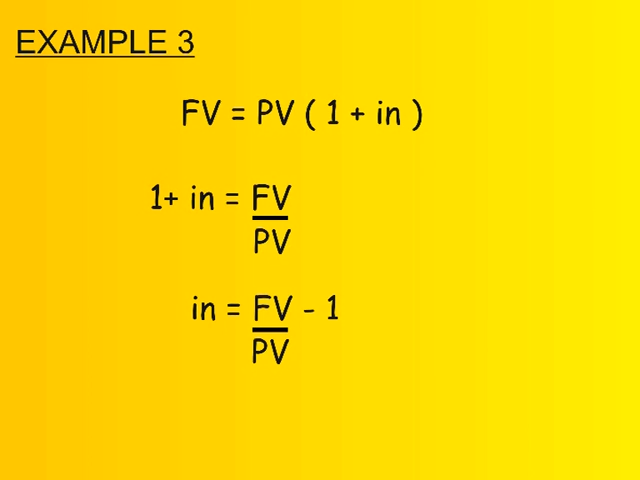 EXAMPLE 3
FV = PV ( 1 + in )
1+ in = FV
PV
in = FV - 1
PV